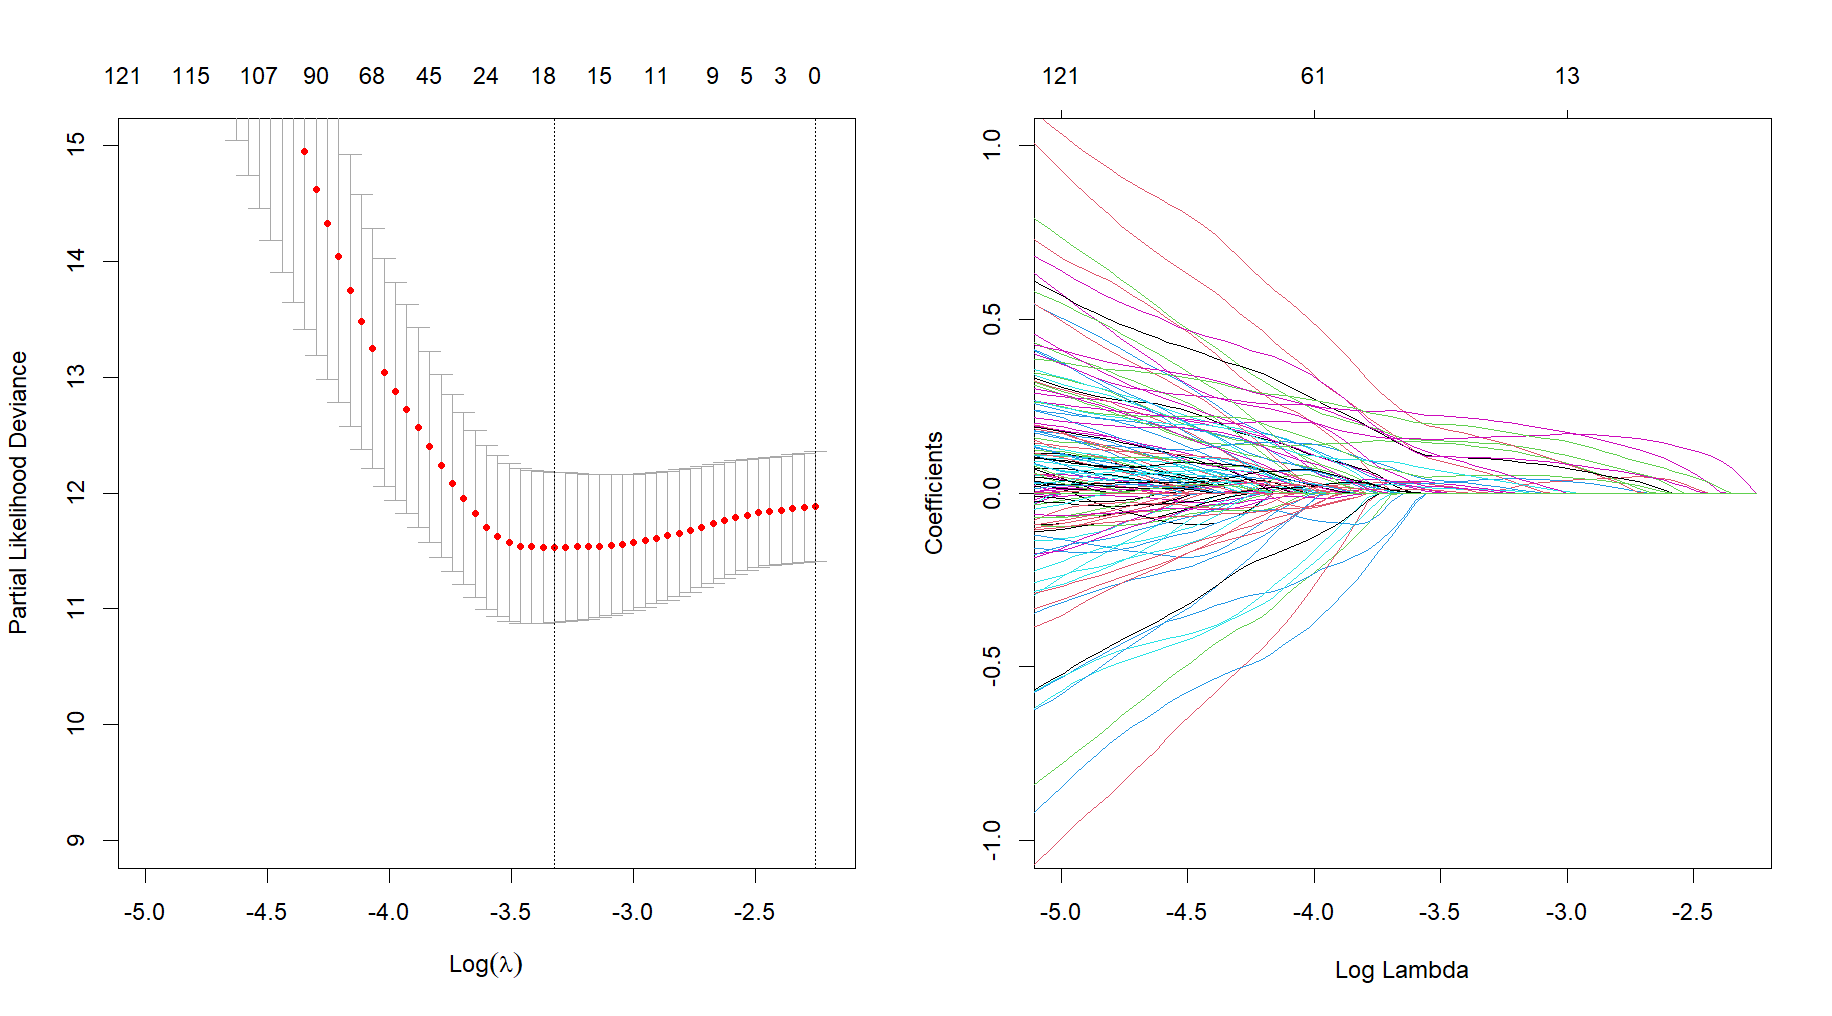 121 115 107 90 68 45 24 18 15 11 9 5 3 0
15
14
13
12
11
10
9
Partial Likelihood Deviance
-5.0 -4.5 -4.0 -3.5 -3.0 -2.5
Log(λ)
121 61 13
1.0
0.5
0.0
-0.5
-1.0
Coefficients
-5.0 -4.5 -4.0 -3.5 -3.0 -2.5
Log Lambda